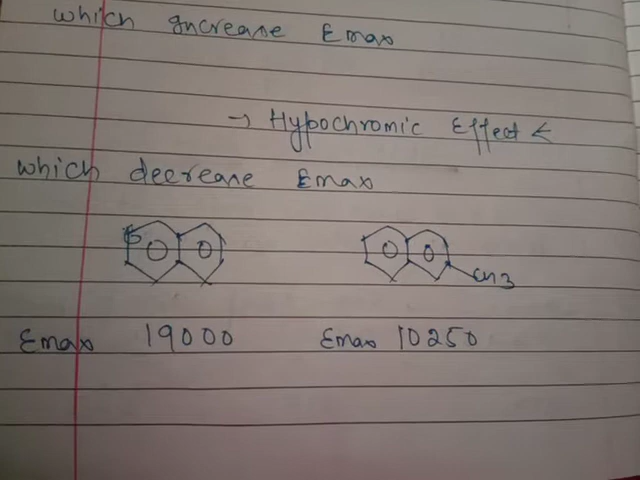 which increase Emax
→ Hypochromic Effect <
which decrease Emax
CH3
Emax 19000 Emax 10250